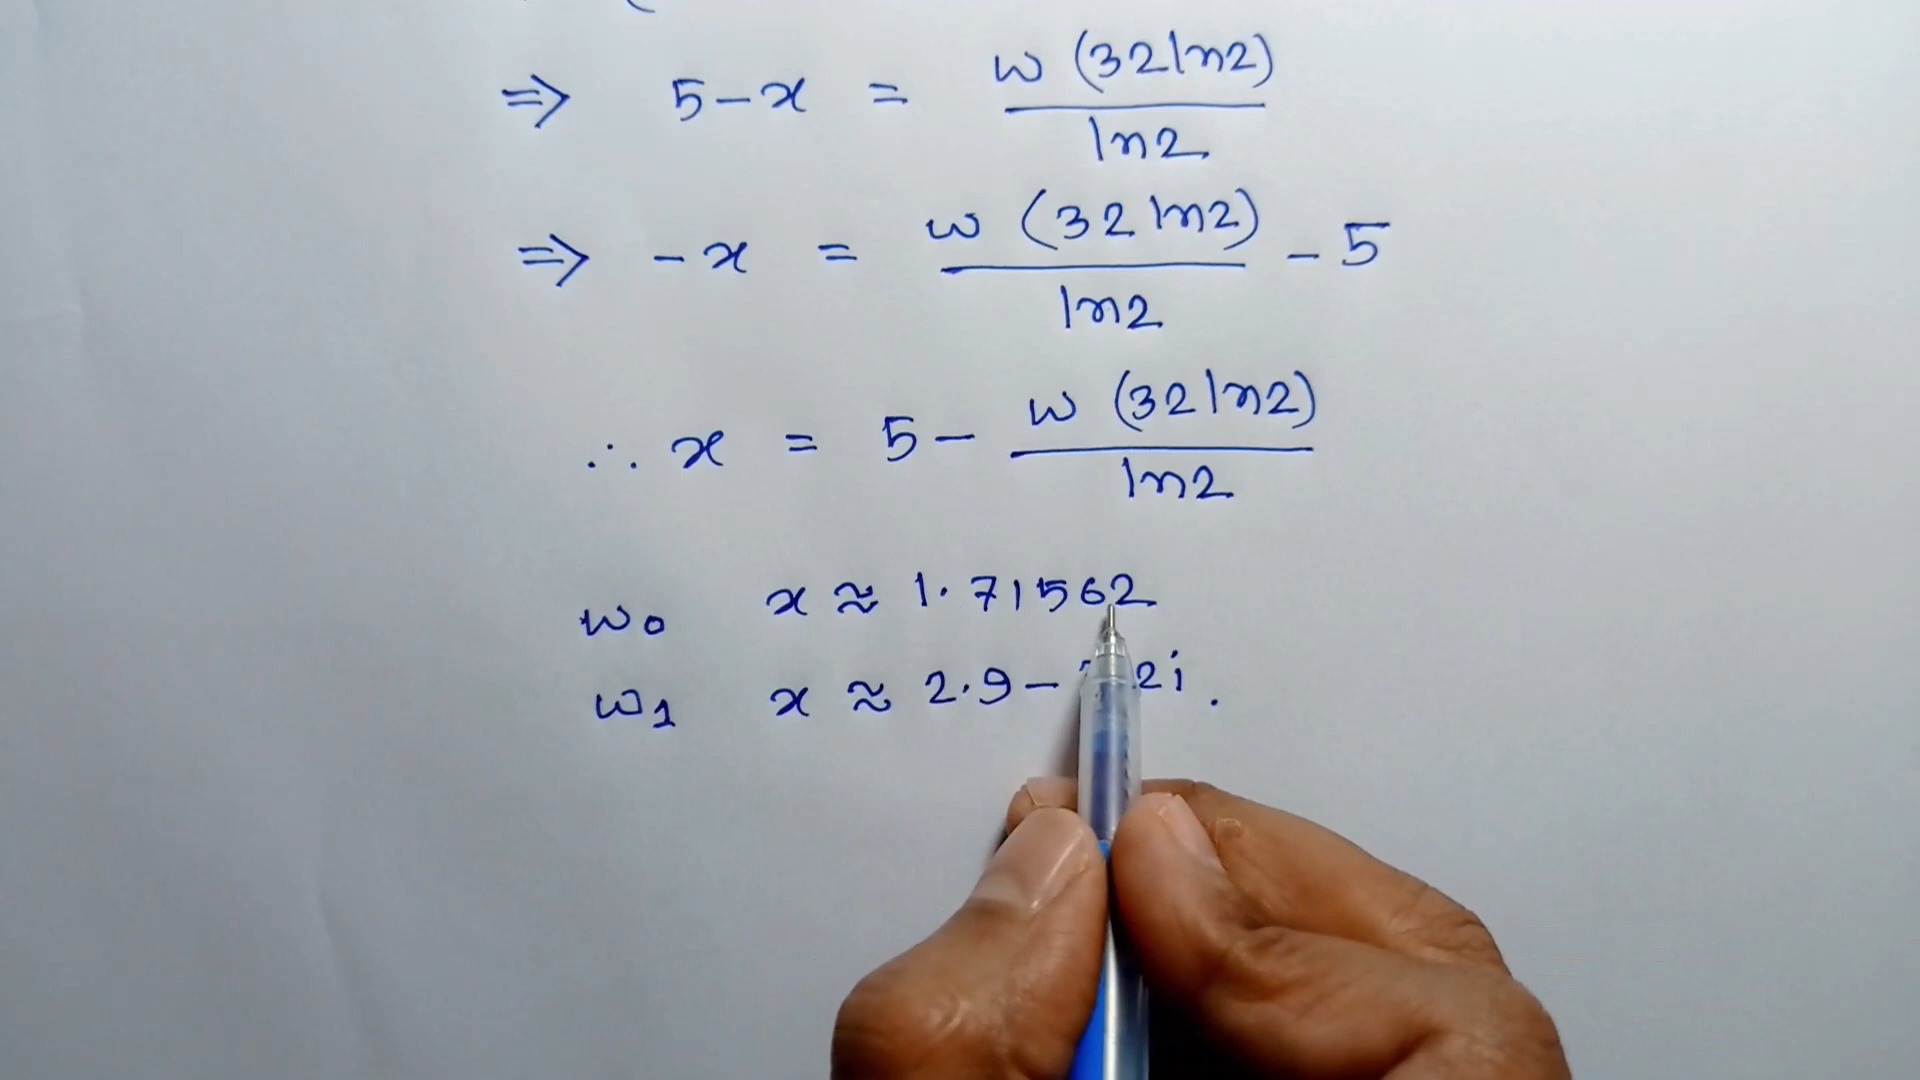 ⇒ 5-x = w (32ln2) / ln2
⇒ -x = w (32ln2) / ln2 - 5
∴ x = 5 - w (32ln2) / ln2
w₀ x ≈ 1.71562
w₁ x ≈ 2.9- 2i.